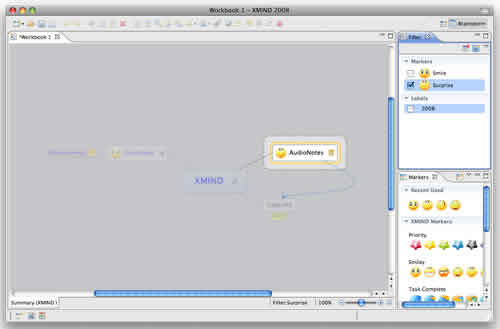 Workbook 1 – XMIND 2008
Brainstorm
*Workbook 1
Filter
Markers
Smile
Surprise
Labels
2008
AudioNotes
XMIND
Markers
Recent Used
XMIND Markers
Priority
Smiley
Task Complete
Summary (XMIND)
Filter:Surprise
100%